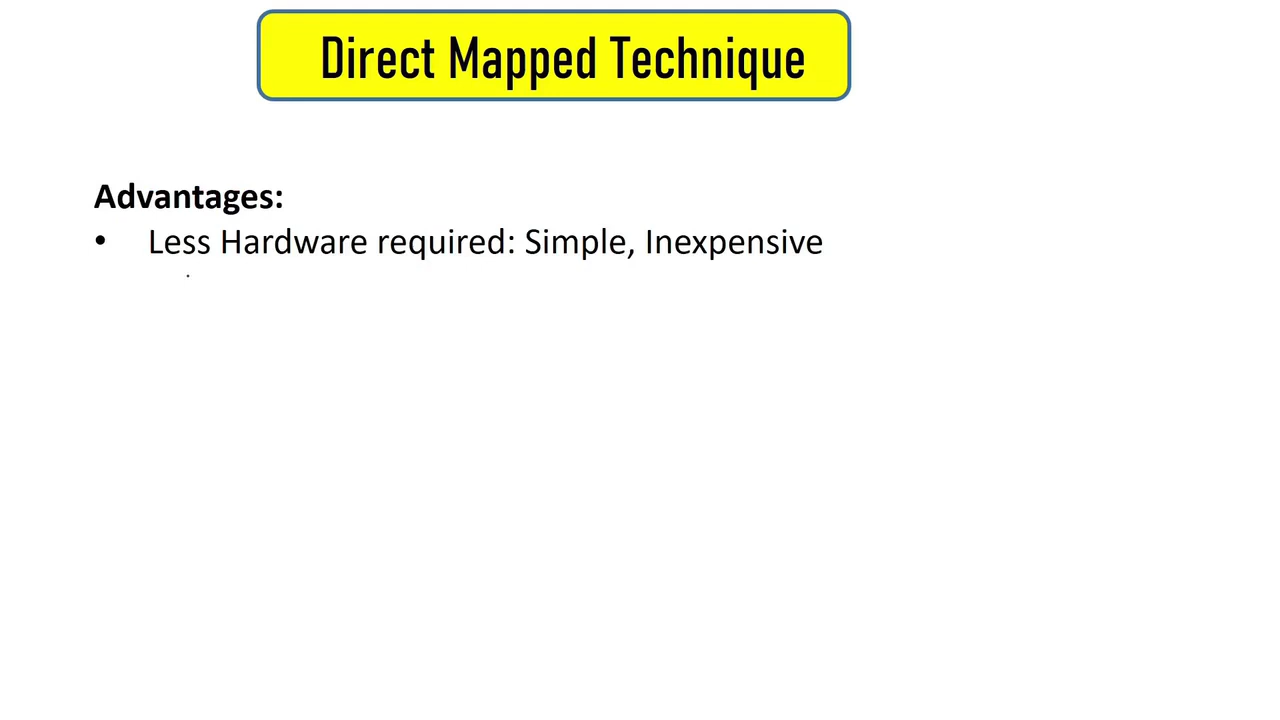 Direct Mapped Technique
Advantages:
• Less Hardware required: Simple, Inexpensive